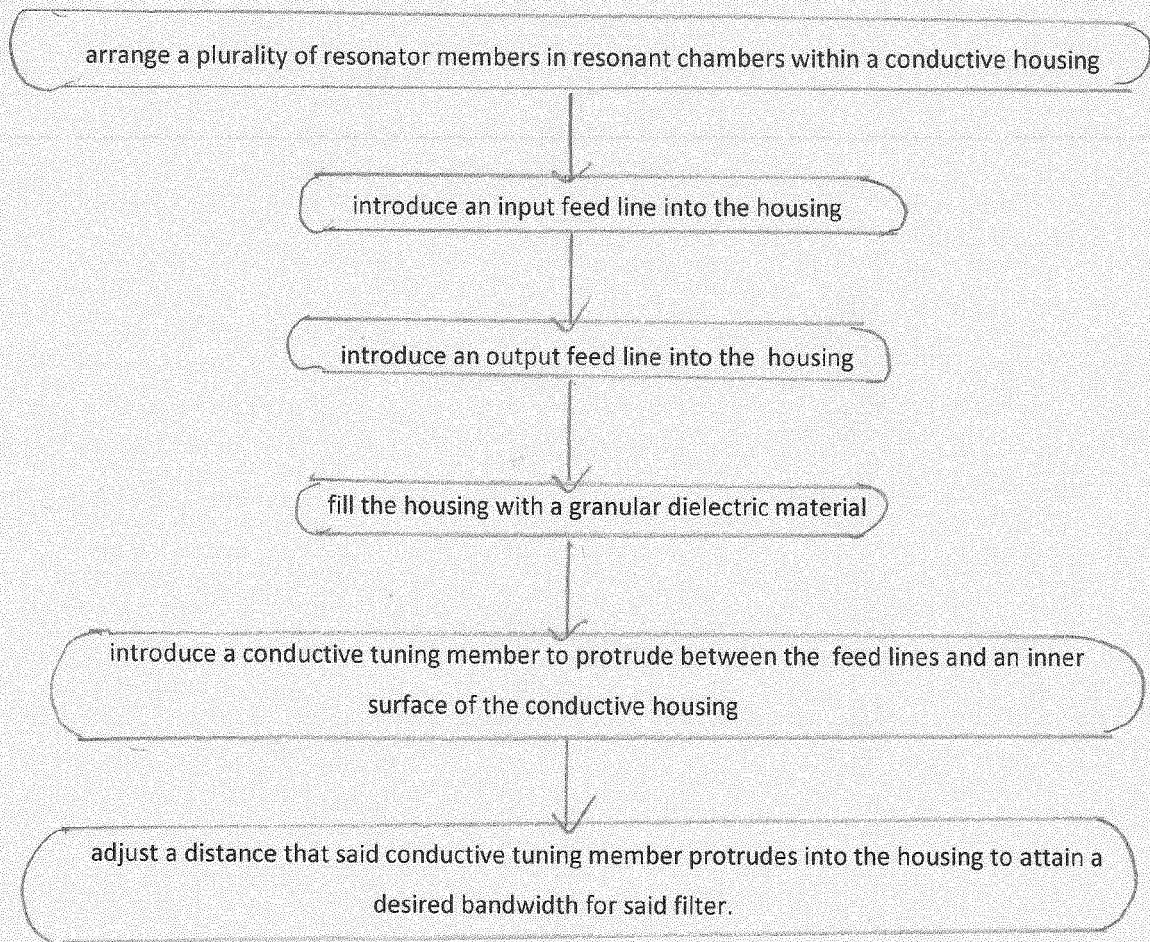 arrange a plurality of resonator members in resonant chambers within a conductive housing
introduce an input feed line into the housing
introduce an output feed line into the housing
fill the housing with a granular dielectric material
introduce a conductive tuning member to protrude between the feed lines and an inner
surface of the conductive housing
adjust a distance that said conductive tuning member protrudes into the housing to attain a
desired bandwidth for said filter.